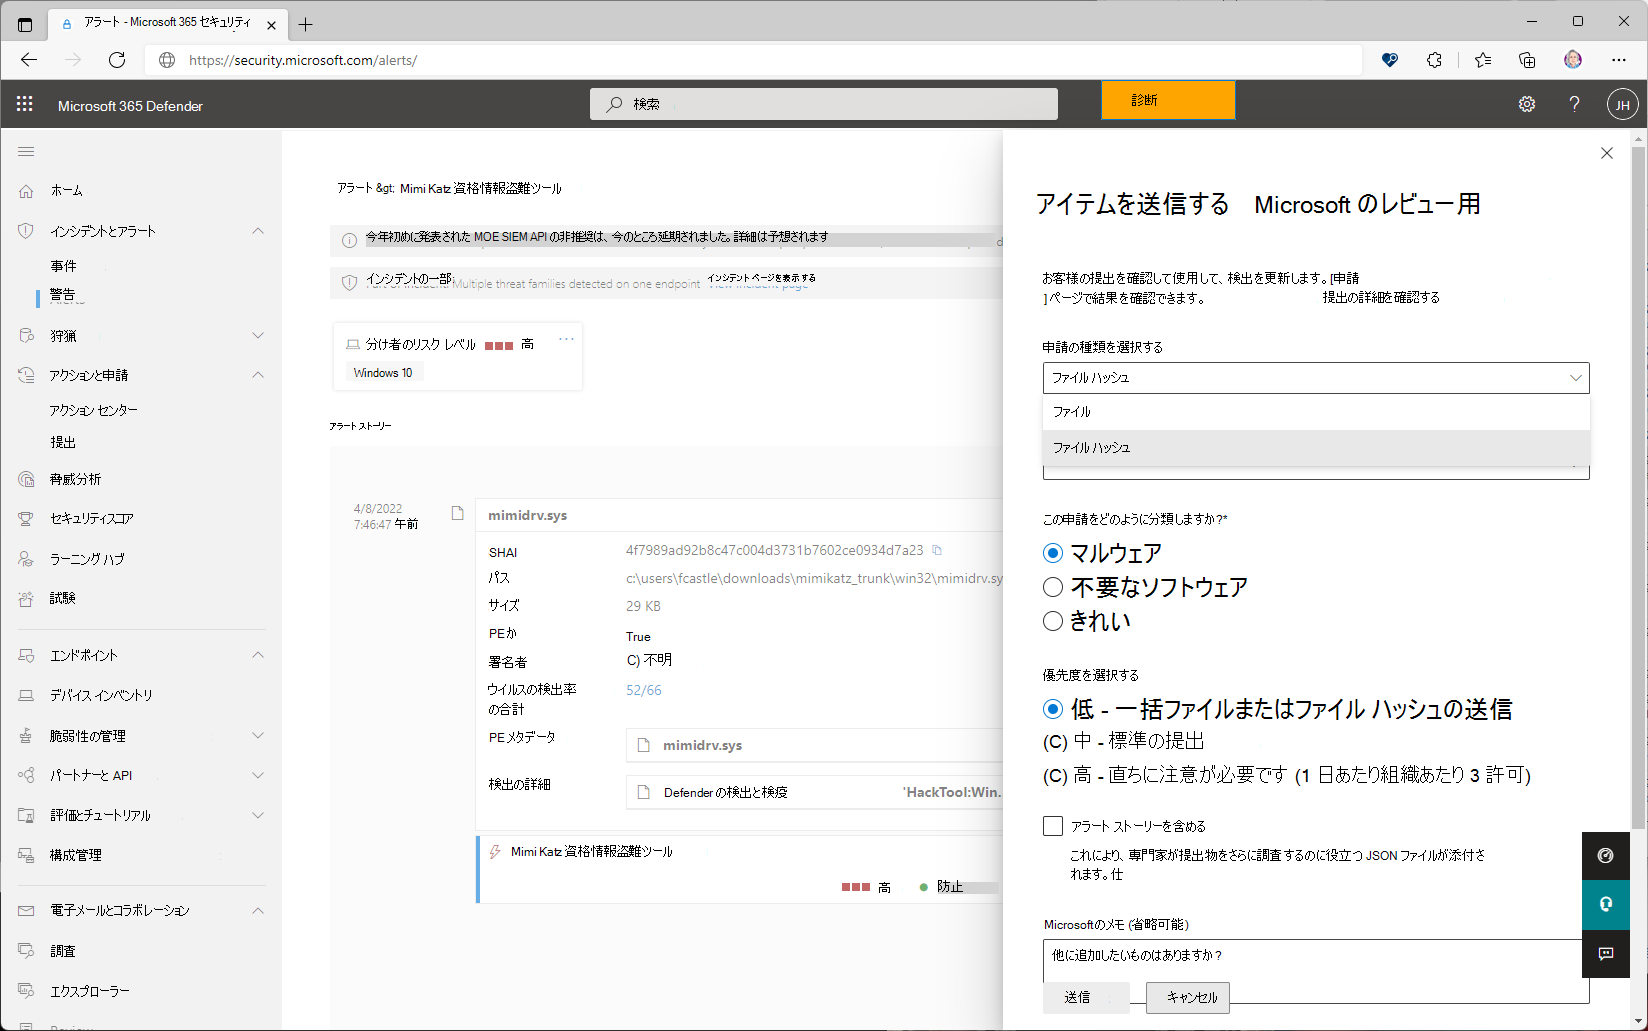 アラート - Microsoft 365 セキュリティ
https://security.microsoft.com/alerts/
Microsoft 365 Defender
検索
診断
JH
ホーム
インシデントとアラート
事件
警告
狩猟
アクションと申請
アクション センター
提出
脅威分析
セキュリティスコア
ラーニング ハブ
試験
エンドポイント
デバイス インベントリ
脆弱性の管理
パートナーと API
評価とチュートリアル
構成管理
電子メールとコラボレーション
調査
エクスプローラー
Review
アラート &gt; Mimi Katz 資格情報盗難ツール
今年初めに発表された MOE SIEM API の非推奨は、今のところ延期されました。詳細は予想されます
インシデントの一部: Multiple threat families detected on one endpoint インシデント ページを表示する
分け者のリスク レベル 高
Windows 10
アラート ストーリー
4/8/2022
7:46:47 午前
mimidrv.sys
SHAI 4f7989ad92b8c47c004d3731b7602ce0934d7a23
パス c:\users\fcastle\downloads\mimikatz_trunk\win32\mimidrv.sy
サイズ 29 KB
PEか True
署名者 C) 不明
ウイルスの検出率 52/66
の合計
PEメタデータ mimidrv.sys
検出の詳細 Defender の検出と検疫 'HackTool:Win.
Mimi Katz 資格情報盗難ツール
高 防止
アイテムを送信する Microsoft のレビュー用
お客様の提出を確認して使用して、検出を更新します。[申請
]ページで結果を確認できます。 提出の詳細を確認する
申請の種類を選択する
ファイル ハッシュ
ファイル
ファイル ハッシュ
この申請をどのように分類しますか?*
マルウェア
不要なソフトウェア
きれい
優先度を選択する
低 - 一括ファイルまたはファイル ハッシュの送信
(C) 中 - 標準の提出
(C) 高 - 直ちに注意が必要です (1 日あたり組織あたり 3 許可)
アラート ストーリーを含める
これにより、専門家が提出物をさらに調査するのに役立つ JSON ファイルが添付さ
れます。仕
Microsoftのメモ (省略可能)
他に追加したいものはありますか?
送信 キャンセル